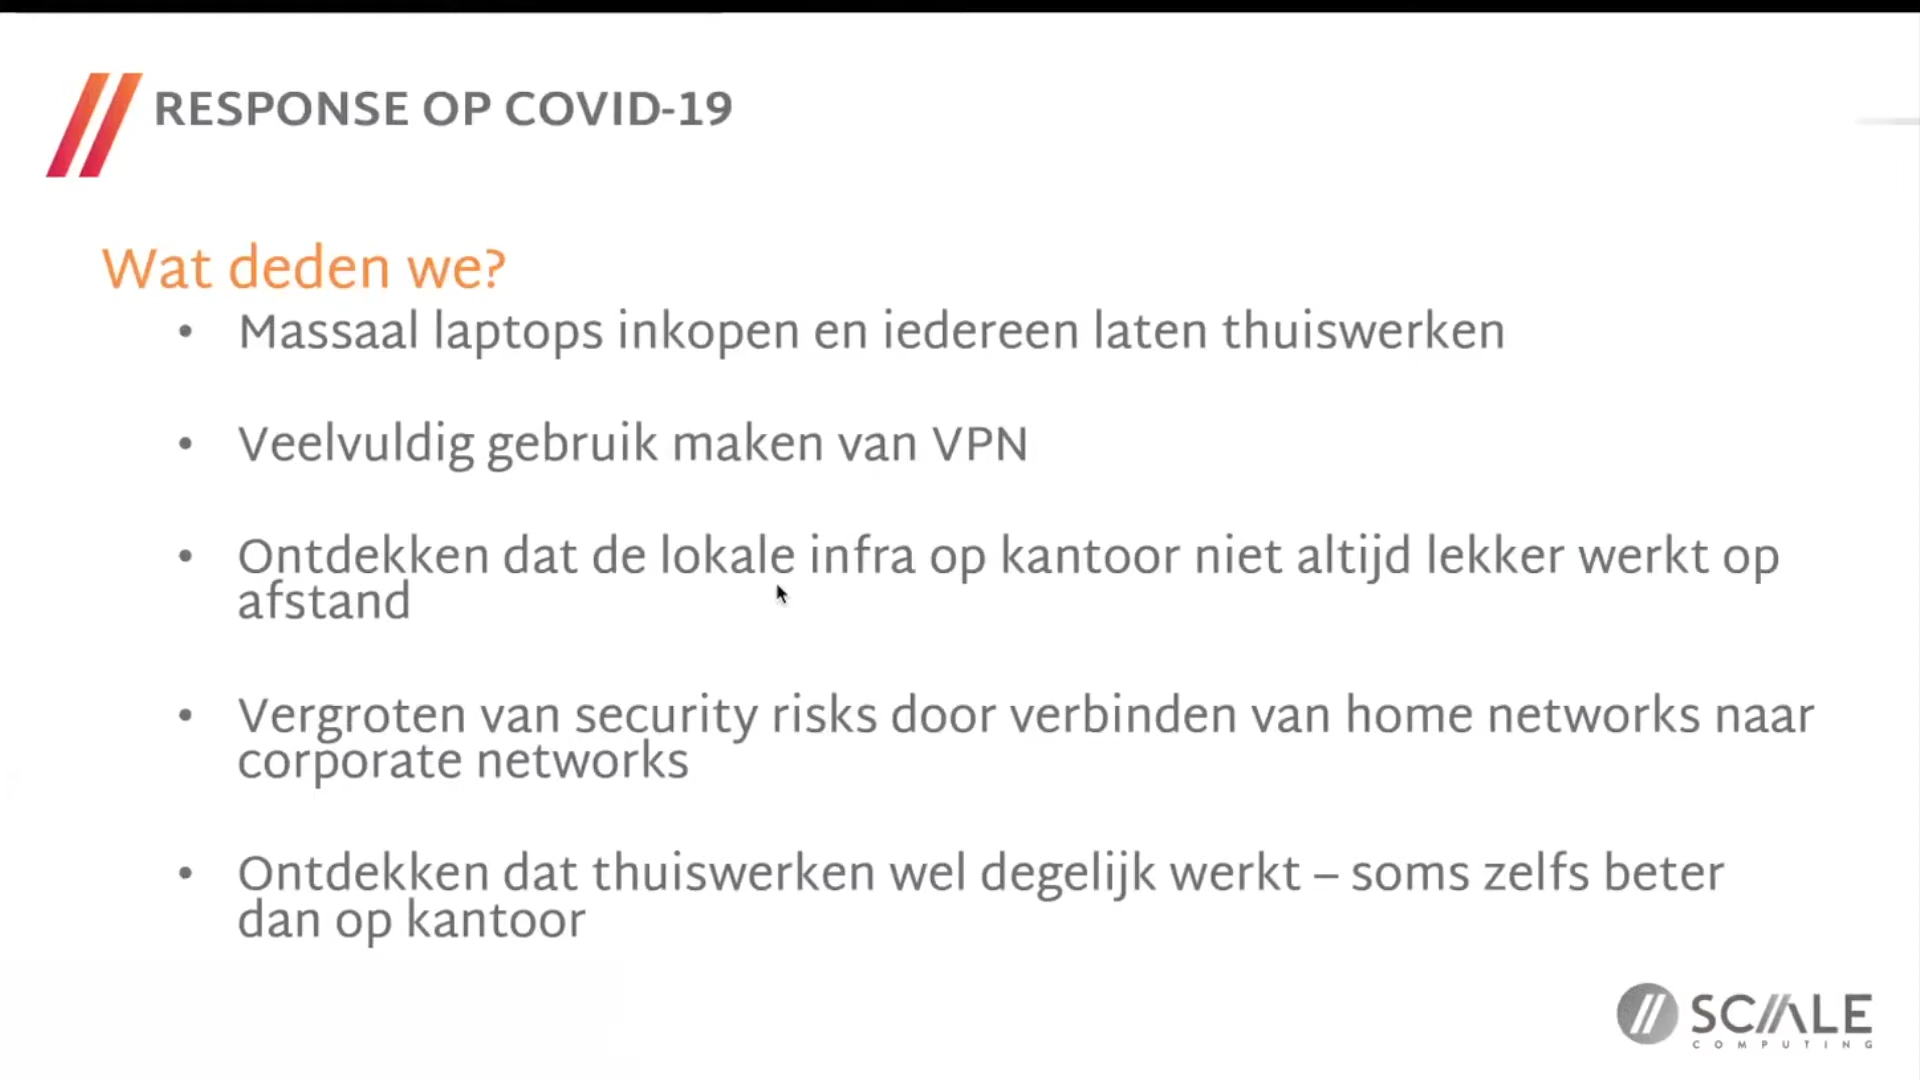 RESPONSE OP COVID-19
Wat deden we?
• Massaal laptops inkopen en iedereen laten thuiswerken
• Veelvuldig gebruik maken van VPN
• Ontdekken dat de lokale infra op kantoor niet altijd lekker werkt op
afstand
• Vergroten van security risks door verbinden van home networks naar
corporate networks
• Ontdekken dat thuiswerken wel degelijk werkt – soms zelfs beter
dan op kantoor
SCALE
COMPUTING